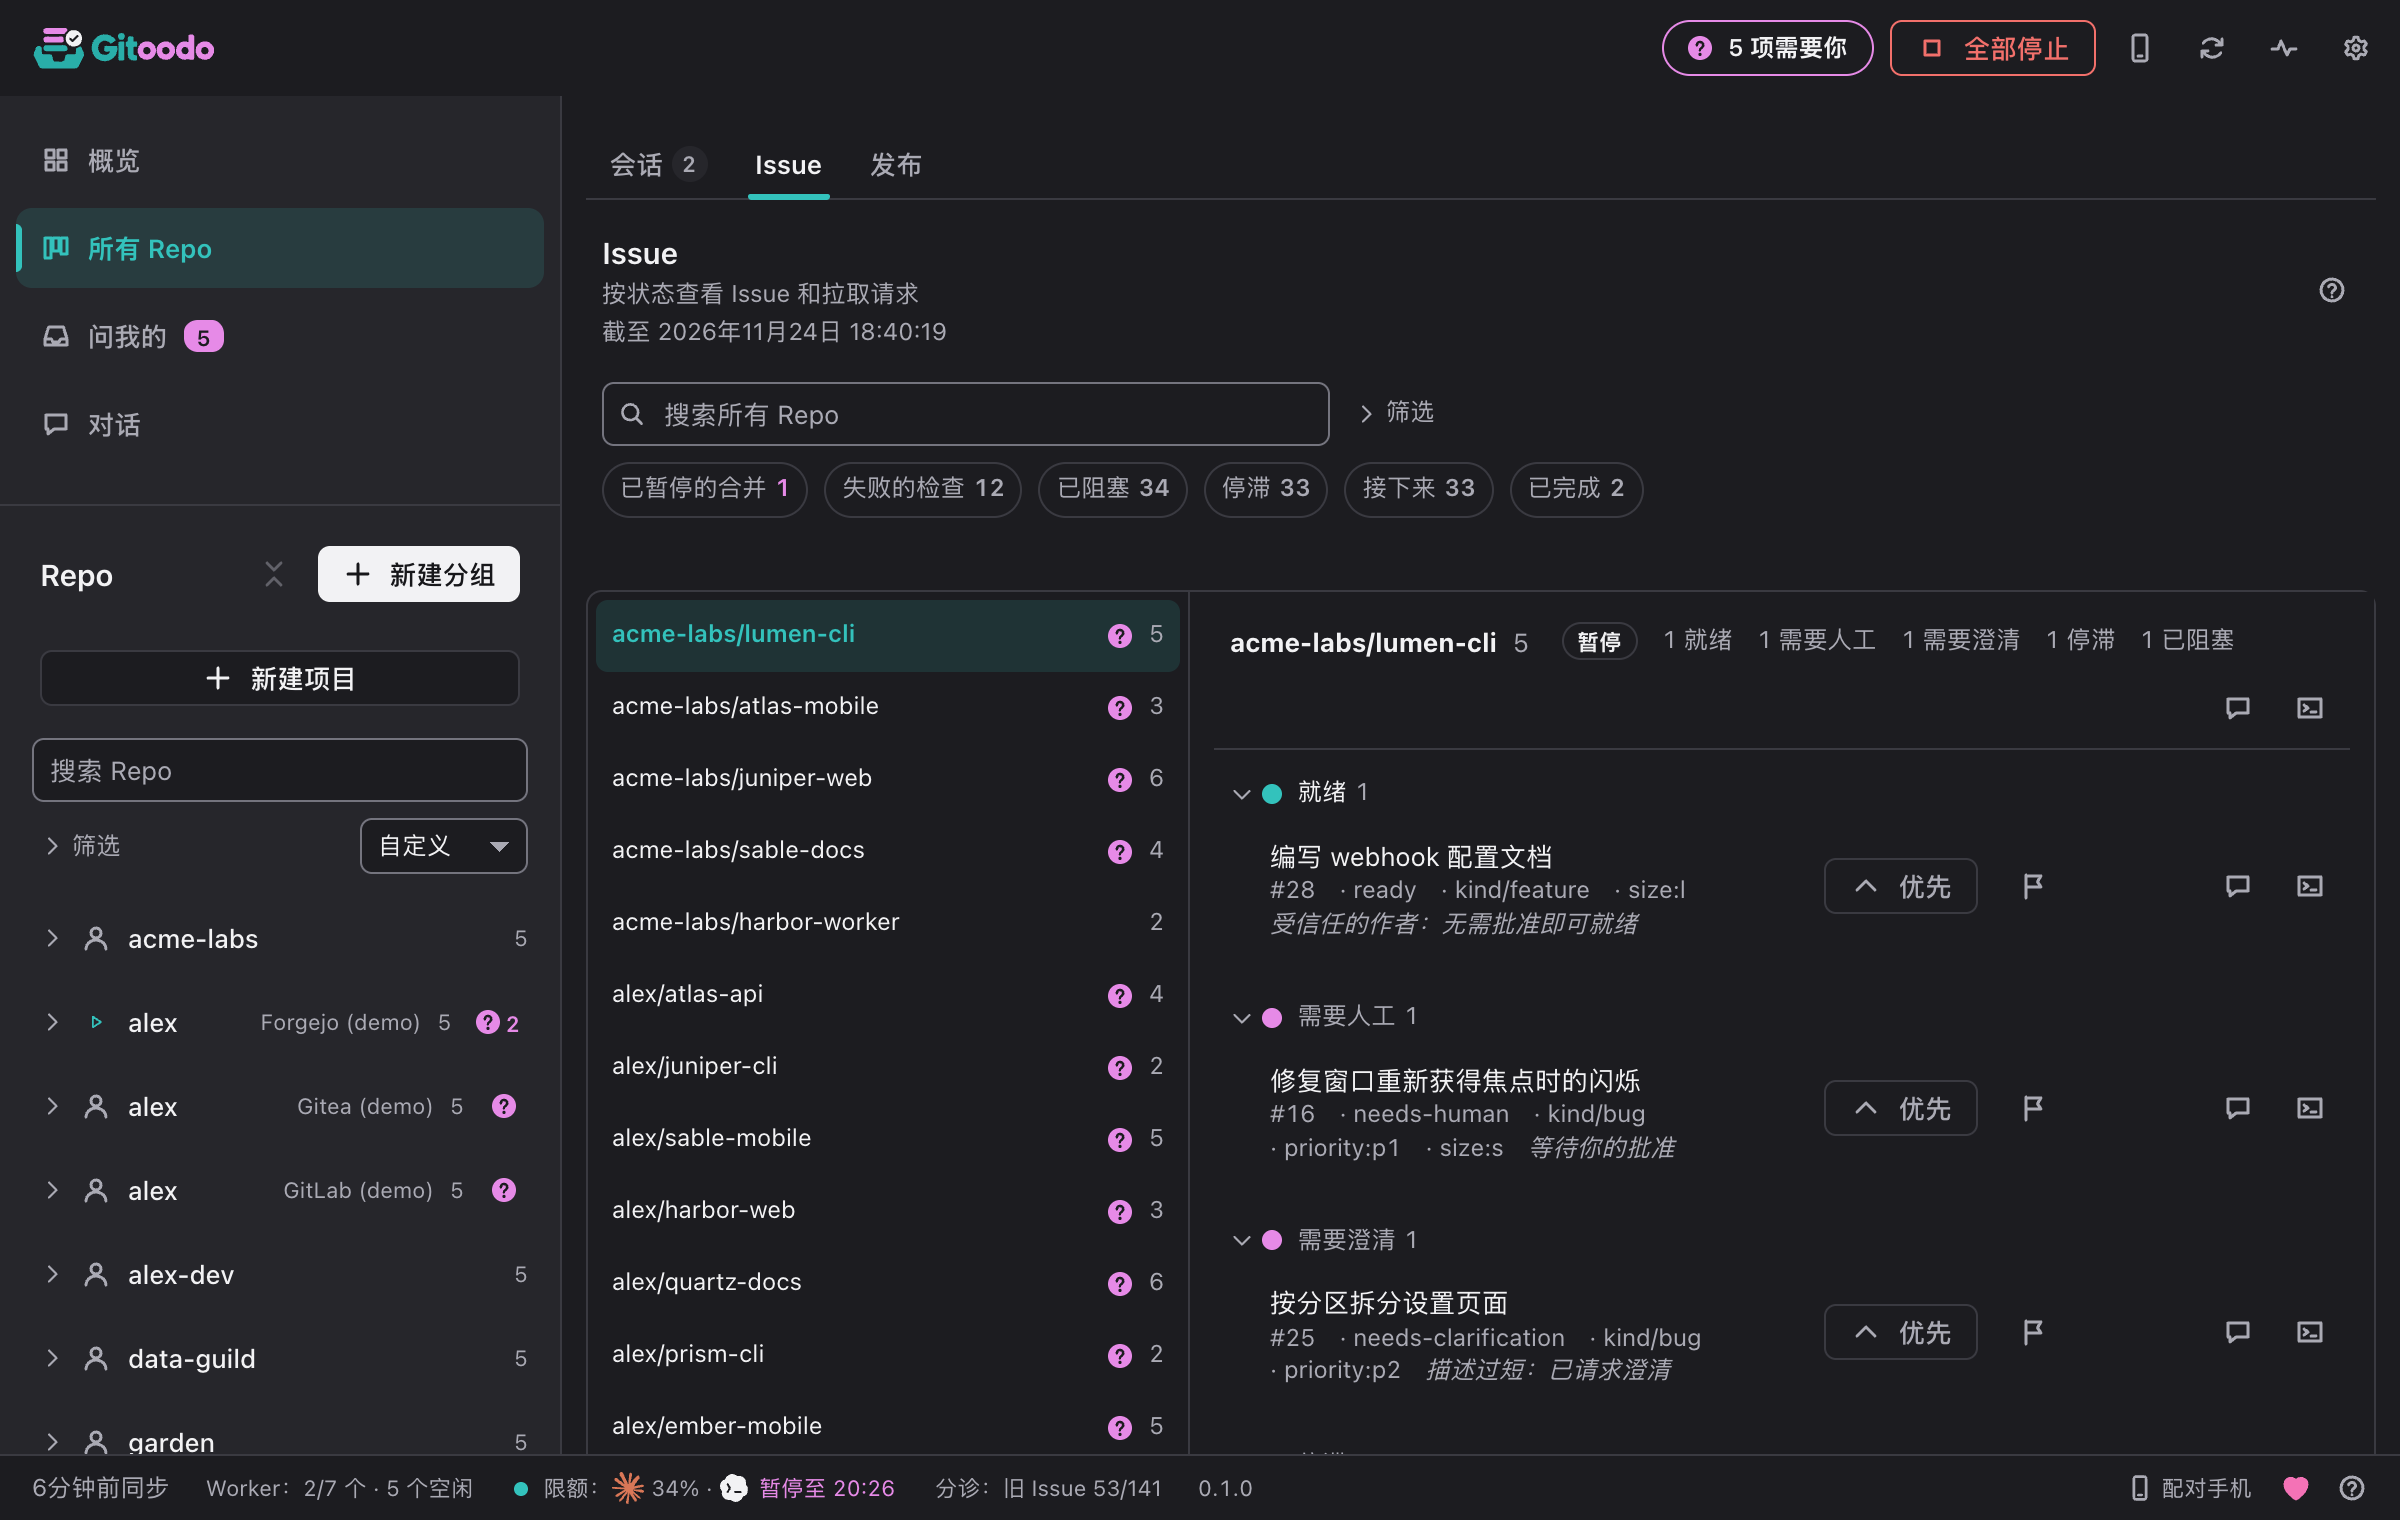 Gitoodo
5 项需要你
全部停止
概览
所有 Repo
问我的 5
对话
Repo
新建分组
新建项目
搜索 Repo
筛选
自定义
acme-labs 5
alex Forgejo (demo) 5 2
alex Gitea (demo) 5
alex GitLab (demo) 5
alex-dev 5
data-guild 5
garden 5
会话 2
Issue
发布
Issue
按状态查看 Issue 和拉取请求
截至 2026年11月24日 18:40:19
搜索所有 Repo
筛选
已暂停的合并 1
失败的检查 12
已阻塞 34
停滞 33
接下来 33
已完成 2
acme-labs/lumen-cli 5
acme-labs/atlas-mobile 3
acme-labs/juniper-web 6
acme-labs/sable-docs 4
acme-labs/harbor-worker 2
alex/atlas-api 4
alex/juniper-cli 2
alex/sable-mobile 5
alex/harbor-web 3
alex/quartz-docs 6
alex/prism-cli 2
alex/ember-mobile 5
acme-labs/lumen-cli 5 暂停 1 就绪 1 需要人工 1 需要澄清 1 停滞 1 已阻塞
就绪 1
编写 webhook 配置文档
#28 · ready · kind/feature · size:l
受信任的作者：无需批准即可就绪
优先
需要人工 1
修复窗口重新获得焦点时的闪烁
#16 · needs-human · kind/bug
· priority:p1 · size:s 等待你的批准
优先
需要澄清 1
按分区拆分设置页面
#25 · needs-clarification · kind/bug
· priority:p2 描述过短：已请求澄清
优先
6分钟前同步
Worker：2/7 个 · 5 个空闲
限额： 34% · 暂停至 20:26
分诊：旧 Issue 53/141
0.1.0
配对手机